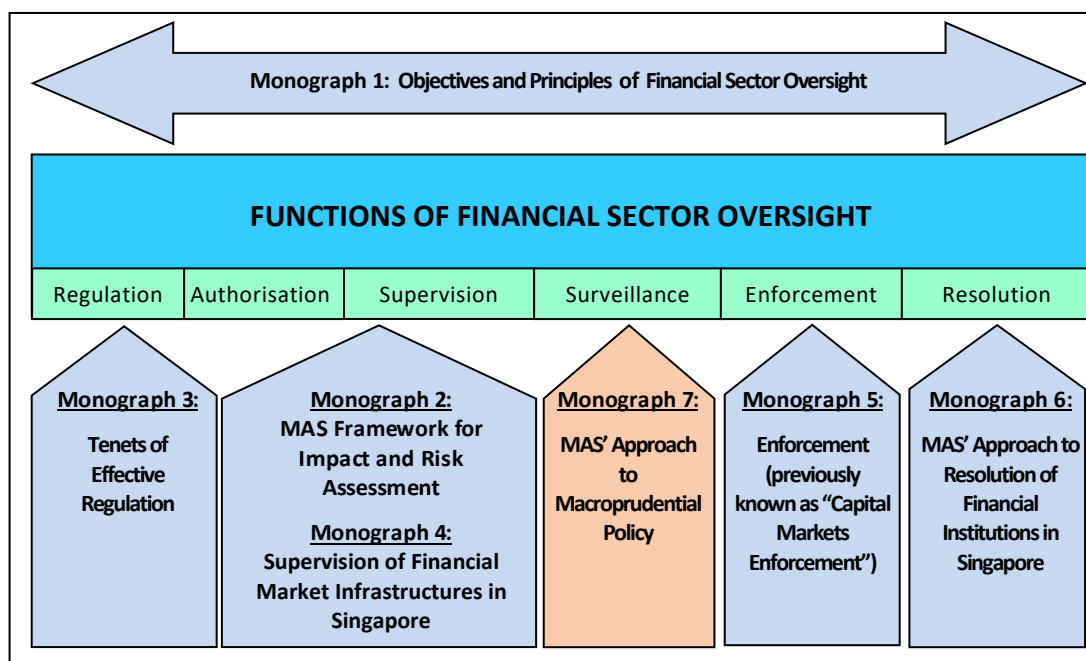 Monograph 1: Objectives and Principles of Financial Sector Oversight
FUNCTIONS OF FINANCIAL SECTOR OVERSIGHT
Regulation
Authorisation
Supervision
Surveillance
Enforcement
Resolution
Monograph 3:
Tenets of
Effective
Regulation
Monograph 2:
MAS Framework for
Impact and Risk
Assessment
Monograph 4:
Supervision of Financial
Market Infrastructures in
Singapore
Monograph 7:
MAS’ Approach
to
Macroprudential
Policy
Monograph 5:
Enforcement
(previously
known as “Capital
Markets
Enforcement”)
Monograph 6:
MAS’ Approach to
Resolution of
Financial
Institutions in
Singapore